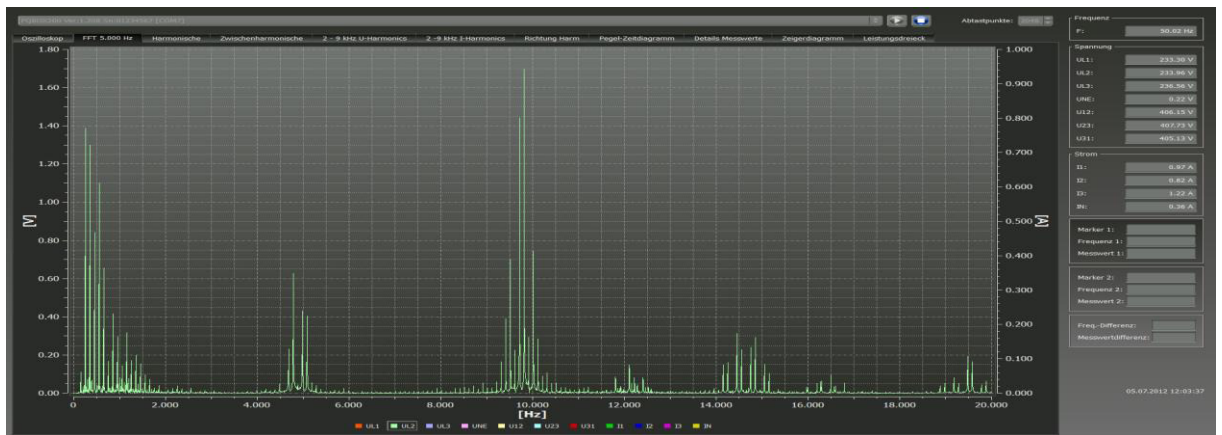 Abtastpunkte:
Oszilloskop FFT 5.000 Hz Harmonische Zwischenharmonische 2 - 9 kHz U-Harmonics 2 -9 kHz I-Harmonics Richtung Harm Pegel-Zeitdiagramm Details Messwerte Zeigerdiagramm Leistungsdreieck
1.80
1.60
1.40
1.20
1.00
0.80
0.60
0.40
0.20
0.00
[V]
1.000
0.900
0.800
0.700
0.600
0.500
0.400
0.300
0.200
0.100
0.000
[A]
0 2.000 4.000 6.000 8.000 10.000 12.000 14.000 16.000 18.000 20.000
[Hz]
UL1 UL2 UL3 UNE U12 U23 U31 I1 I2 I3 IN
Frequenz
F: 50.02 Hz
Spannung
UL1: 233.30 V
UL2: 233.96 V
UL3: 236.56 V
UNE: 0.22 V
U12: 406.15 V
U23: 407.73 V
U31: 405.13 V
Strom
I1: 0.97 A
I2: 0.82 A
I3: 1.22 A
IN: 0.36 A
Marker 1:
Frequenz 1:
Messwert 1:
Marker 2:
Frequenz 2:
Messwert 2:
Freq.-Differenz:
Messwertdifferenz:
05.07.2012 12:03:37